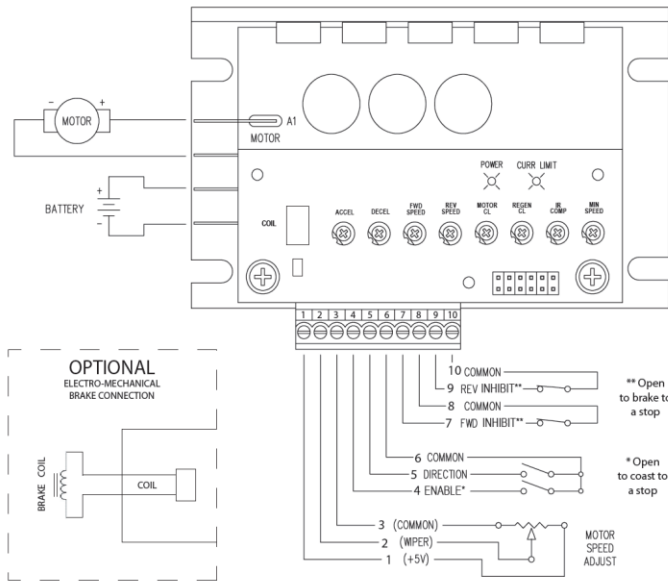 - MOTOR +
A1
MOTOR
POWER CURR LIMIT
+
BATTERY
-
COIL
ACCEL
DECEL
FWD
SPEED
REV
SPEED
MOTOR
CL
REGEN
CL
IR
COMP
MIN
SPEED
1 2 3 4 5 6 7 8 9 10
OPTIONAL
ELECTRO-MECHANICAL
BRAKE CONNECTION
BRAKE COIL
COIL
10 COMMON
9 REV INHIBIT**
8 COMMON
7 FWD INHIBIT**
** Open
to brake to
a stop
6 COMMON
5 DIRECTION
4 ENABLE*
* Open
to coast to
a stop
3 (COMMON)
2 (WIPER)
1 (+5V)
MOTOR
SPEED
ADJUST